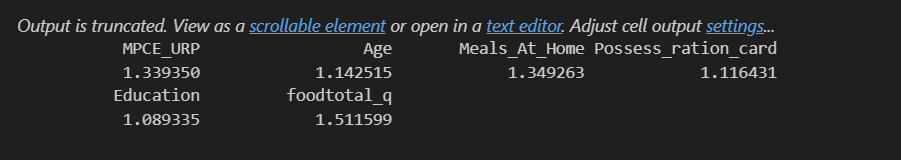 Output is truncated. View as a scrollable element or open in a text editor. Adjust cell output settings...
MPCE_URP Age Meals_At_Home Possess_ration_card
1.339350 1.142515 1.349263 1.116431
Education foodtotal_q
1.089335 1.511599